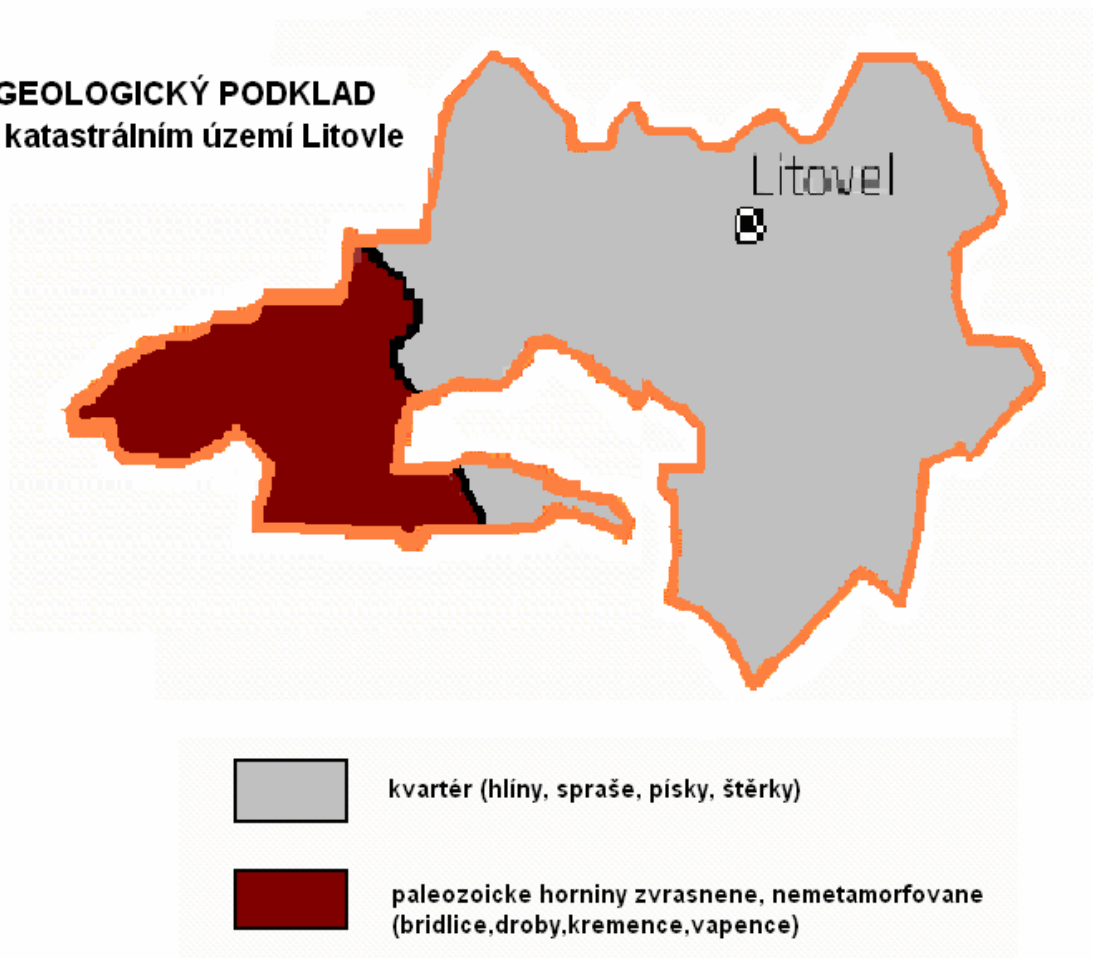 GEOLOGICKÝ PODKLAD
katastrálním území Litovle
Litovel
kvartér (hlíny, spraše, písky, štěrky)
paleozoicke horniny zvrasnene, nemetamorfovane
(bridlice,droby,kremence,vapence)